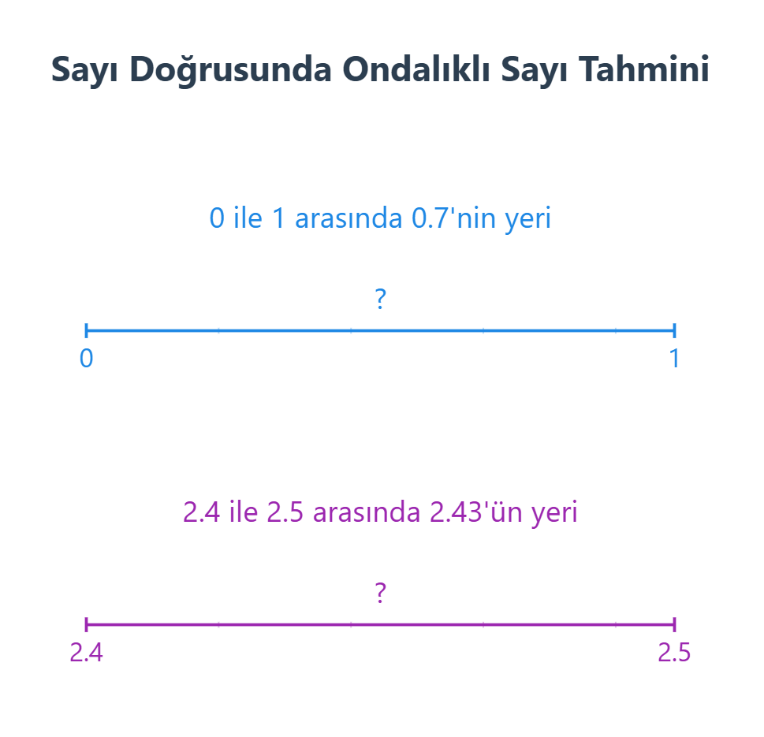 Sayı Doğrusunda Ondalıklı Sayı Tahmini
0 ile 1 arasında 0.7'nin yeri
?
0 1
2.4 ile 2.5 arasında 2.43'ün yeri
?
2.4 2.5